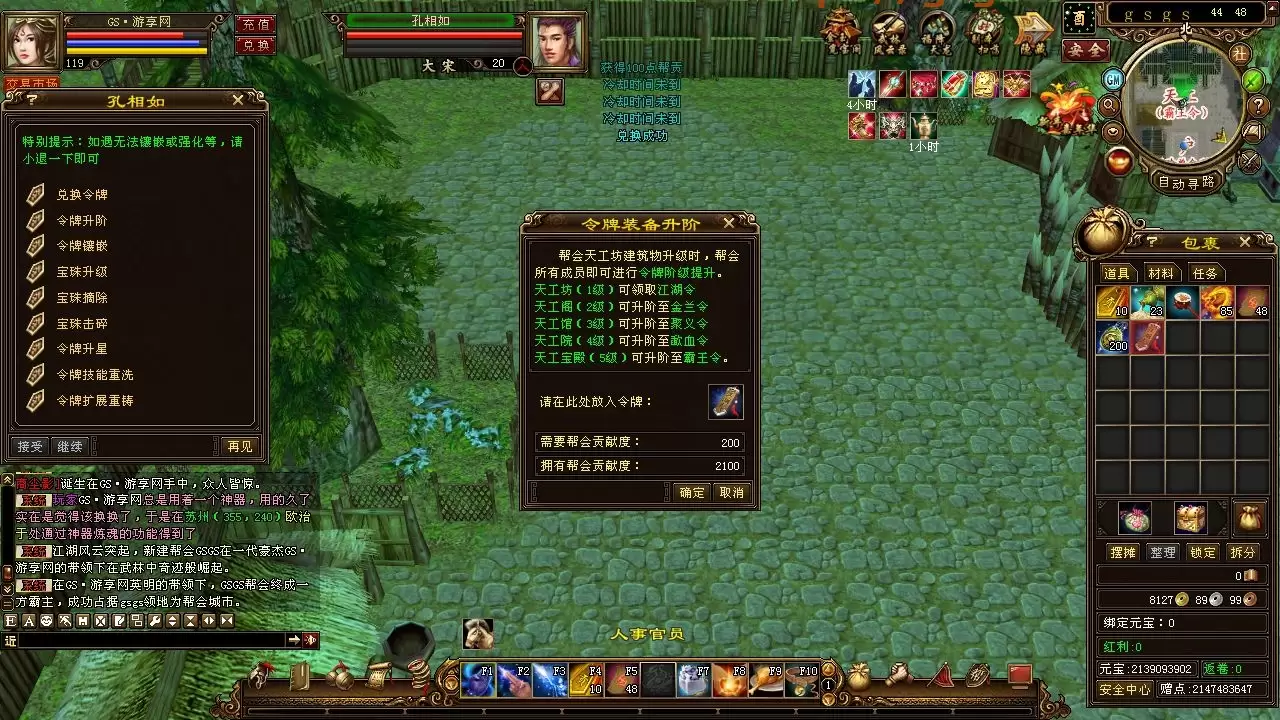 GS·游享网
119
充值
兑换
孔相如
大宋
20
交易市场
获得100点帮贡
冷却时间未到
冷却时间未到
冷却时间未到
兑换成功
4小时
1小时
酉
安全
gsgs
44 48
北
社
GM
天工
(霸王令)
自动寻路
孔相如
特别提示：如遇无法镶嵌或强化等，请
小退一下即可
兑换令牌
令牌升阶
令牌镶嵌
宝珠升级
宝珠摘除
宝珠击碎
令牌升星
令牌技能重洗
令牌扩展重铸
接受
继续
再见
令牌装备升阶
帮会天工坊建筑物升级时，帮会
所有成员即可进行令牌阶级提升。
天工坊（1级）可领取江湖令
天工阁（2级）可升阶至金兰令
天工馆（3级）可升阶至聚义令
天工院（4级）可升阶至歃血令
天工宝殿（5级）可升阶至霸王令。
请在此处放入令牌：
需要帮会贡献度：
200
拥有帮会贡献度：
2100
确定
取消
包裹
道具
材料
任务
10
23
85
48
200
摆摊
整理
锁定
拆分
0
8127
89
99
绑定元宝：0
红利:0
元宝:2139093902
返卷:0
安全中心
赠点:2147483647
诞生在GS·游享网手中，众人皆惊。
玩家GS·游享网总是用着一个神器，用的久了
实在是觉得该换换了，于是在苏州（355，240）欧冶
于处通过神器炼魂的功能得到了
江湖风云突起，新建帮会GSGS在一代豪杰GS·
游享网的带领下在武林中奇迹般崛起。
在GS·游享网英明的带领下，GSGS帮会终成一
方霸主，成功占据gsgs领地为帮会城市。
近
人事官员
F1
F2
F3
F4
10
F5
48
F7
F8
F9
F10
1